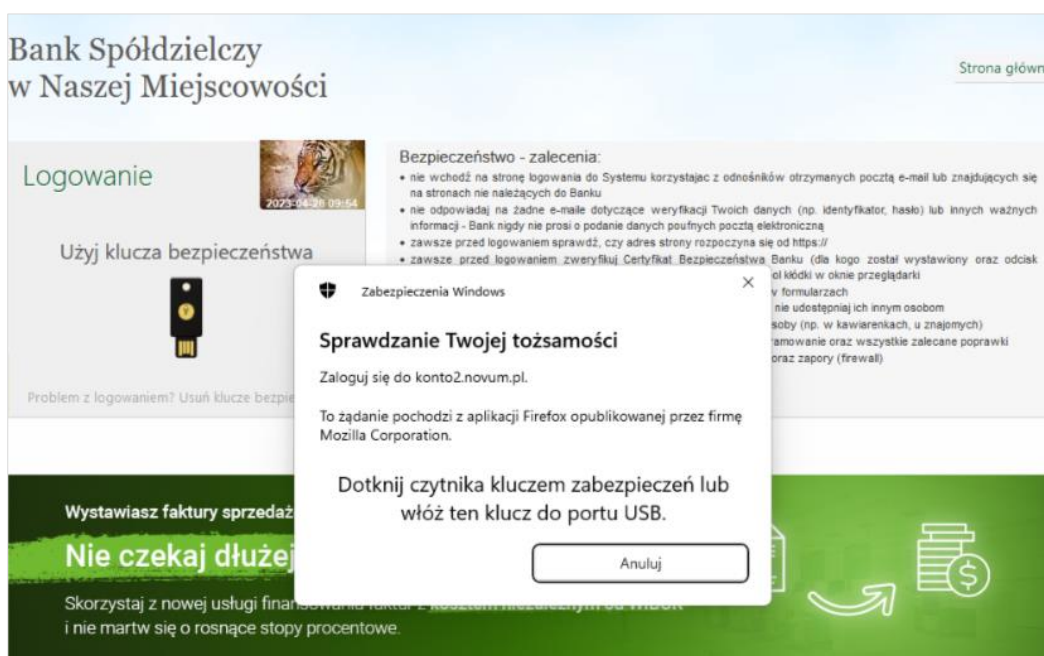 Bank Spółdzielczy
w Naszej Miejscowości
Strona główn
Logowanie
2023-04-26 09:54
Użyj klucza bezpieczeństwa
Problem z logowaniem? Usuń klucze bezpie
Bezpieczeństwo - zalecenia:
• nie wchodź na stronę logowania do Systemu korzystając z odnośników otrzymanych pocztą e-mail lub znajdujących się
na stronach nie należących do Banku
• nie odpowiadaj na żadne e-maile dotyczące weryfikacji Twoich danych (np. identyfikator, hasło) lub innych ważnych
informacji - Bank nigdy nie prosi o podanie danych poufnych pocztą elektroniczną
• zawsze przed logowaniem sprawdź, czy adres strony rozpoczyna się od https://
• zawsze przed logowaniem zweryfikuj Certyfikat Bezpieczeństwa Banku (dla kogo został wystawiony oraz odcisk
ol kłódki w oknie przeglądarki
v formularzach
nie udostępniaj ich innym osobom
soby (np. w kawiarenkach, u znajomych)
ramowanie oraz wszystkie zalecane poprawki
oraz zapory (firewall)
Zabezpieczenia Windows
Sprawdzanie Twojej tożsamości
Zaloguj się do konto2.novum.pl.
To żądanie pochodzi z aplikacji Firefox opublikowanej przez firmę
Mozilla Corporation.
Dotknij czytnika kluczem zabezpieczeń lub
włóż ten klucz do portu USB.
Anuluj
Wystawiasz faktury sprzedaż
Nie czekaj dłużej
Skorzystaj z nowej usługi finansowania faktur z kosztem niezależnym od WIBOR
i nie martw się o rosnące stopy procentowe.